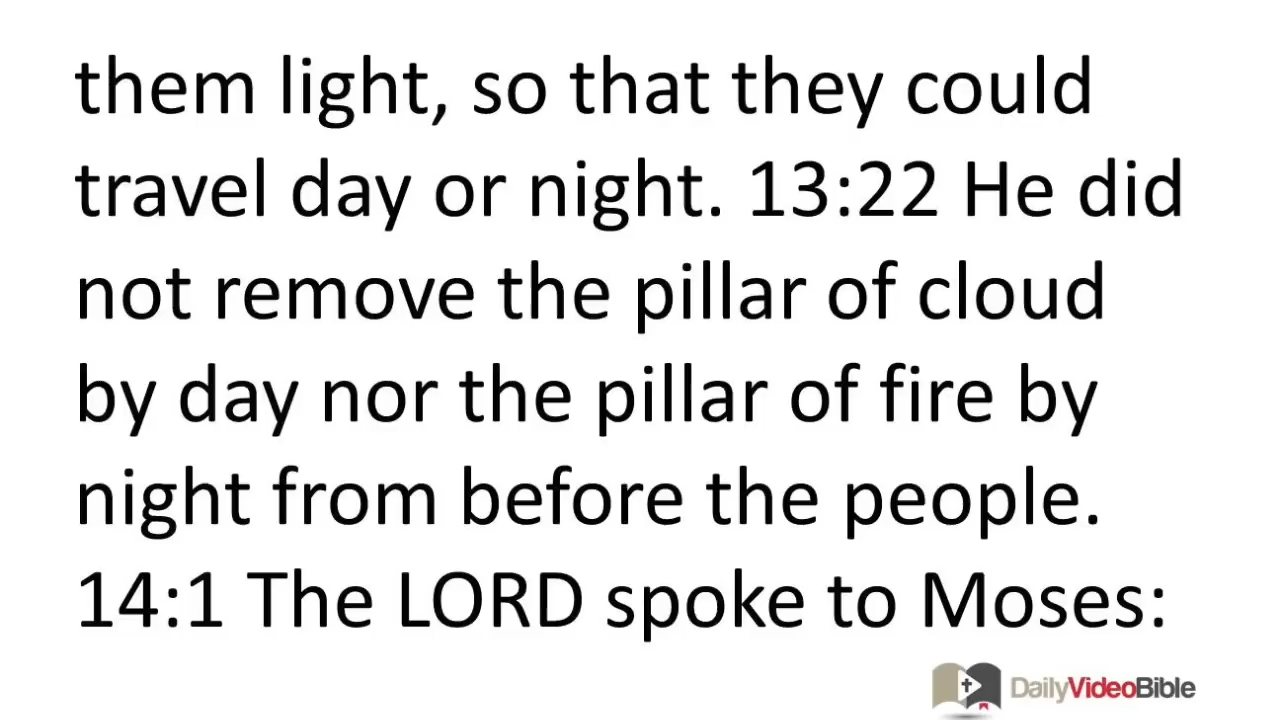 them light, so that they could
travel day or night. 13:22 He did
not remove the pillar of cloud
by day nor the pillar of fire by
night from before the people.
14:1 The LORD spoke to Moses:
DailyVideoBible